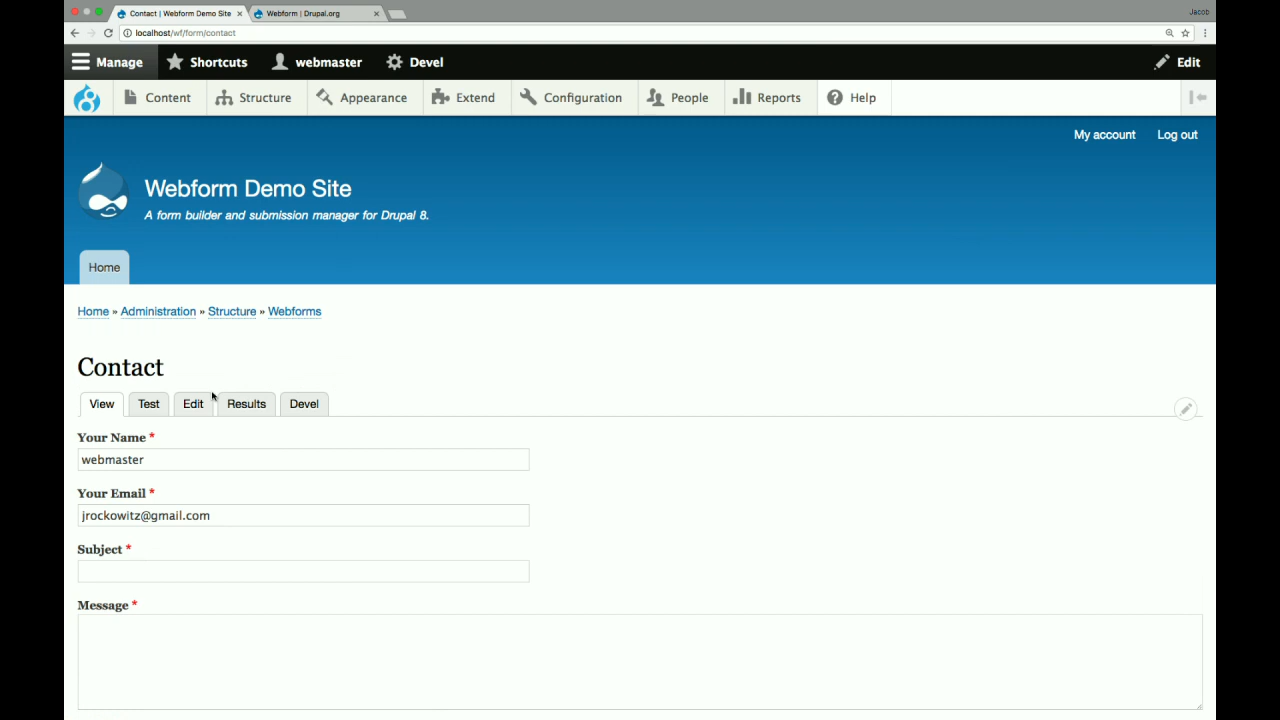 Contact | Webform Demo Site × Webform | Drupal.org × Jacob
localhost/wf/form/contact
Manage Shortcuts webmaster Devel Edit
Content Structure Appearance Extend Configuration People Reports Help
My account Log out
Webform Demo Site
A form builder and submission manager for Drupal 8.
Home
Home » Administration » Structure » Webforms
Contact
View Test Edit Results Devel
Your Name *
webmaster
Your Email *
jrockowitz@gmail.com
Subject *
Message *